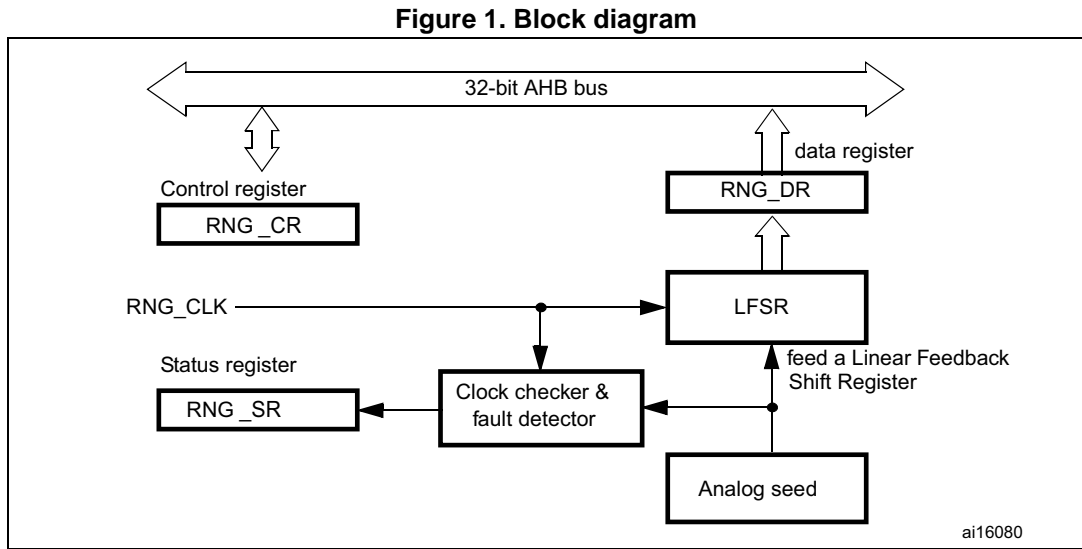 Figure 1. Block diagram
32-bit AHB bus
data register
Control register
RNG_DR
RNG _CR
RNG_CLK
LFSR
feed a Linear Feedback
Shift Register
Status register
Clock checker &
fault detector
RNG _SR
Analog seed
ai16080